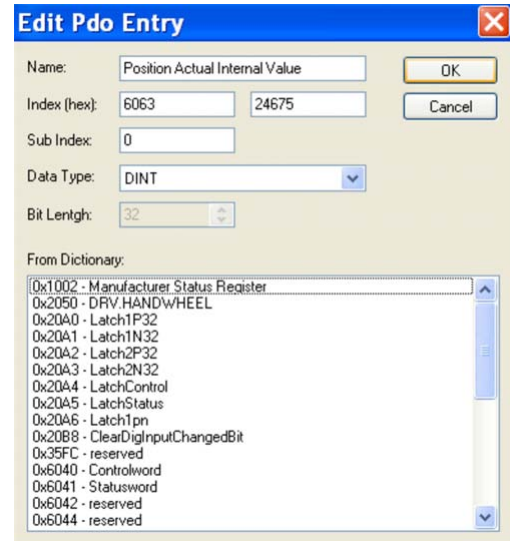 Edit Pdo Entry
Name: Position Actual Internal Value OK
Index (hex): 6063 24675 Cancel
Sub Index: 0
Data Type: DINT
Bit Lentgh: 32
From Dictionary:
0x1002 - Manufacturer Status Register
0x2050 - DRV.HANDWHEEL
0x20A0 - Latch1P32
0x20A1 - Latch1N32
0x20A2 - Latch2P32
0x20A3 - Latch2N32
0x20A4 - LatchControl
0x20A5 - LatchStatus
0x20A6 - Latch1pn
0x20B8 - ClearDigInputChangedBit
0x35FC - reserved
0x6040 - Controlword
0x6041 - Statusword
0x6042 - reserved
0x6044 - reserved